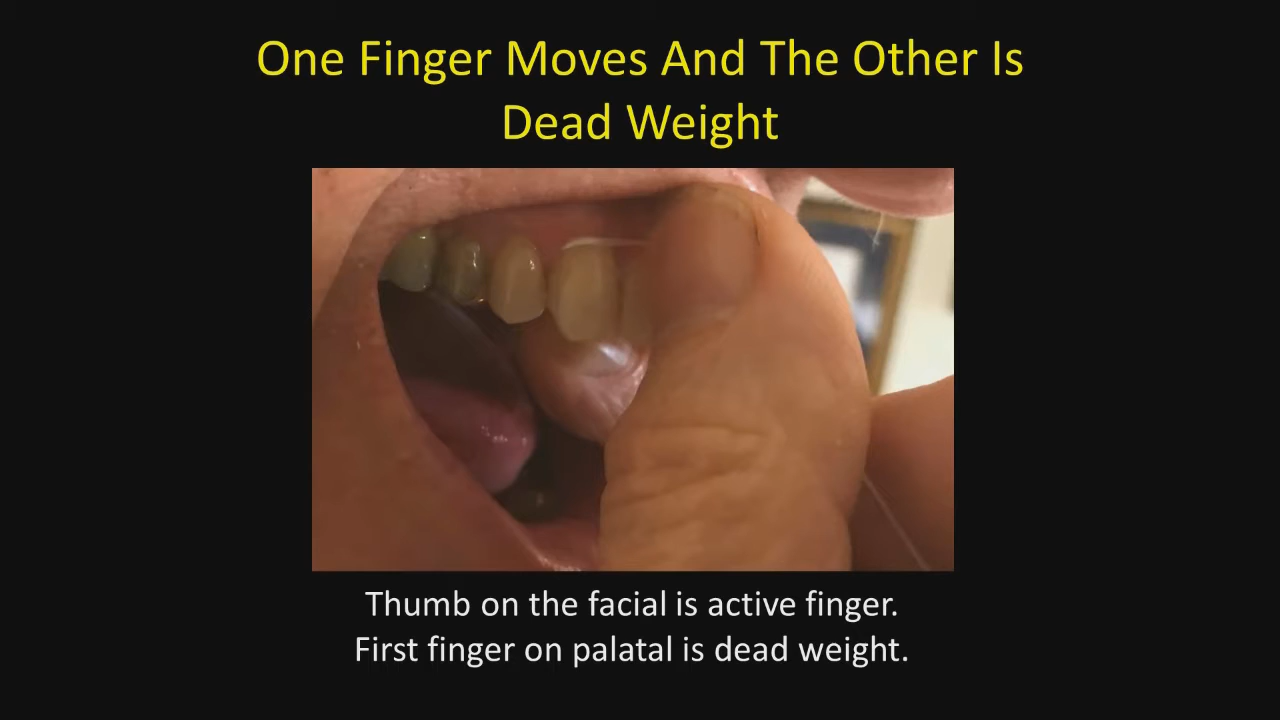 One Finger Moves And The Other Is
Dead Weight
Thumb on the facial is active finger.
First finger on palatal is dead weight.